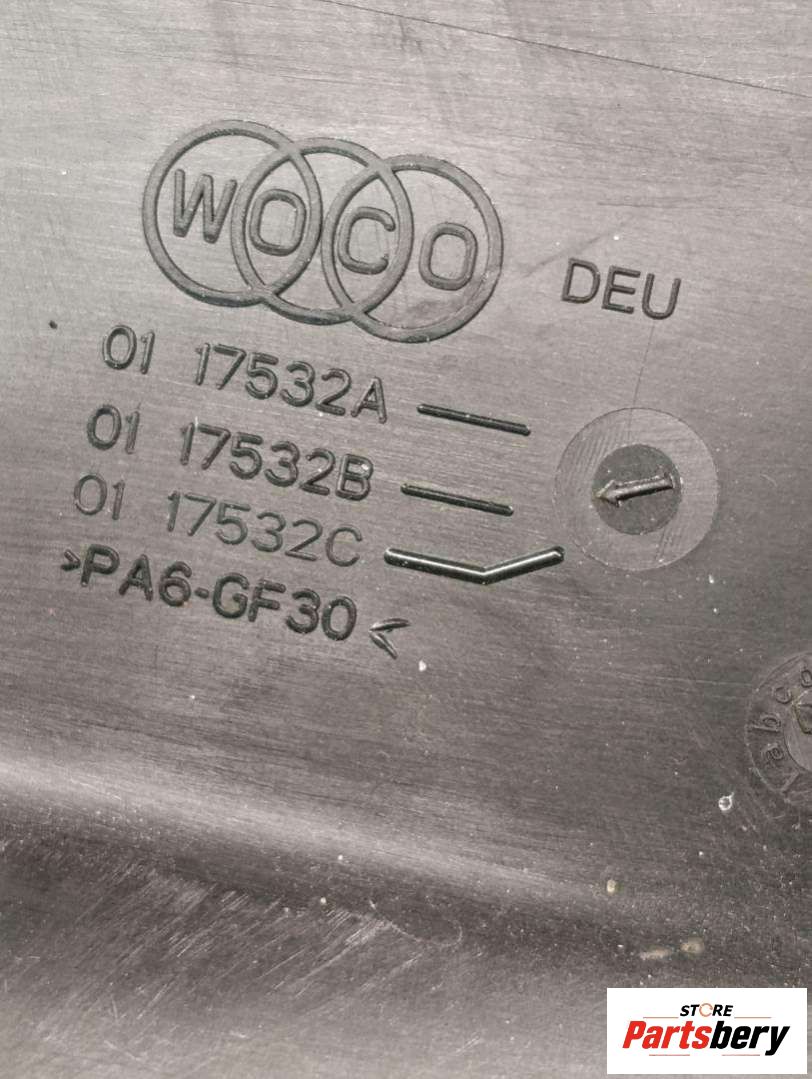 WOCO
DEU
01 17532A
01 17532B
01 17532C
>PA6-GF30<
a b c
STORE
Partsbery